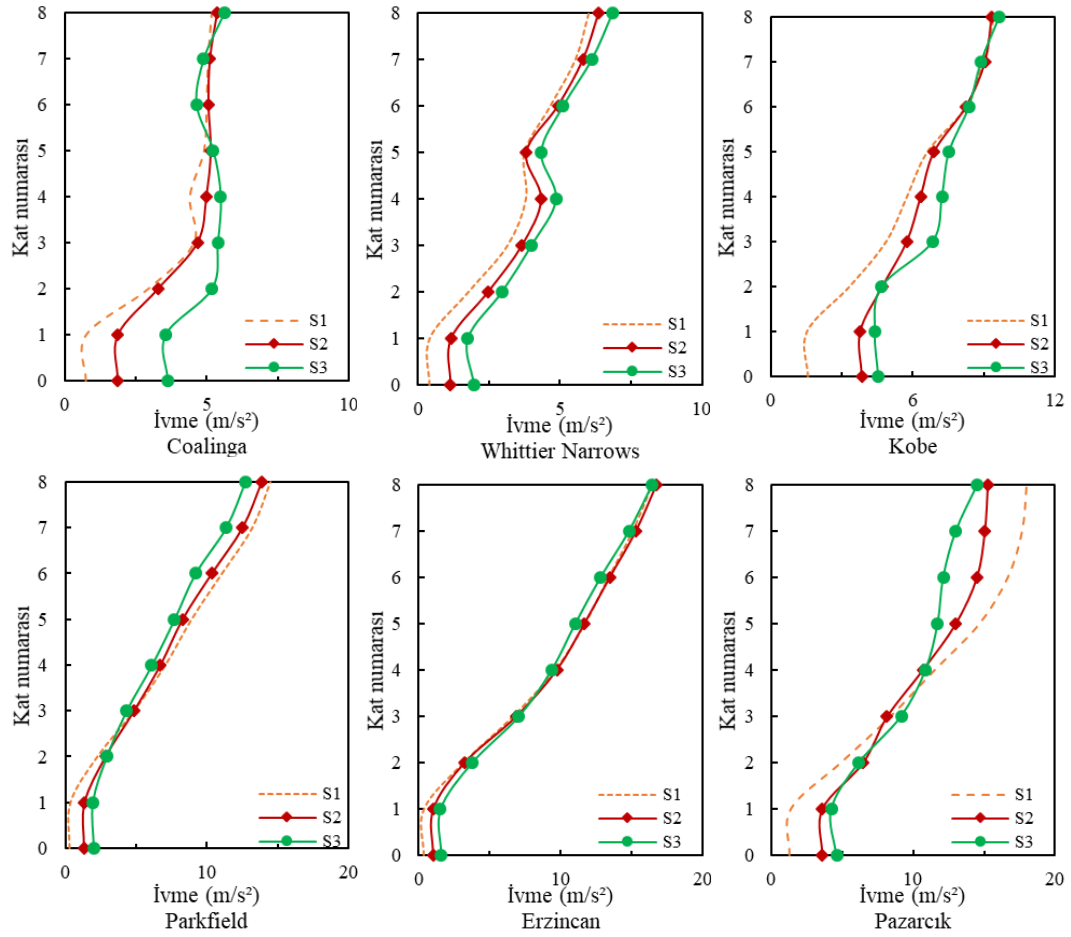 8
7
6
5
4
3
2
1
0
Kat numarası
S1
S2
S3
0
5
10
İvme (m/s²)
Coalinga
8
7
6
5
4
3
2
1
0
Kat numarası
S1
S2
S3
0
5
10
İvme (m/s²)
Whittier Narrows
8
7
6
5
4
3
2
1
0
Kat numarası
S1
S2
S3
0
6
12
İvme (m/s²)
Kobe
8
7
6
5
4
3
2
1
0
Kat numarası
S1
S2
S3
0
10
20
İvme (m/s²)
Parkfield
8
7
6
5
4
3
2
1
0
Kat numarası
S1
S2
S3
0
10
20
İvme (m/s²)
Erzincan
8
7
6
5
4
3
2
1
0
Kat numarası
S1
S2
S3
0
10
20
İvme (m/s²)
Pazarcık